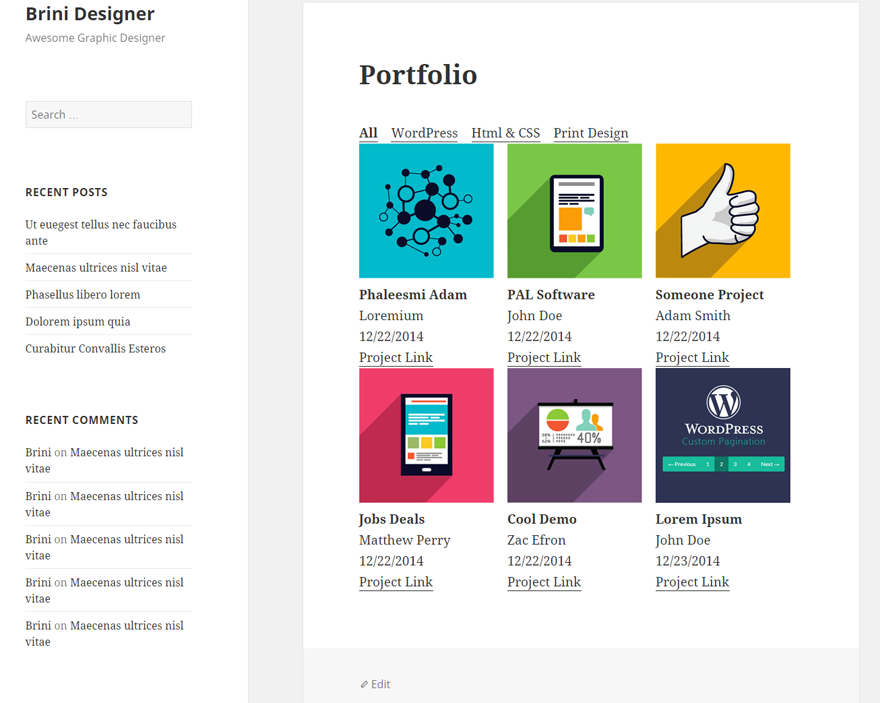 Brini Designer
Awesome Graphic Designer
Search ...
RECENT POSTS
Ut euegest tellus nec faucibus
ante
Maecenas ultrices nisl vitae
Phasellus libero lorem
Dolorem ipsum quia
Curabitur Convallis Esteros
RECENT COMMENTS
Brini on Maecenas ultrices nisl
vitae
Brini on Maecenas ultrices nisl
vitae
Brini on Maecenas ultrices nisl
vitae
Brini on Maecenas ultrices nisl
vitae
Brini on Maecenas ultrices nisl
vitae
Portfolio
All WordPress Html & CSS Print Design
Phaleesmi Adam
Loremium
12/22/2014
Project Link
PAL Software
John Doe
12/22/2014
Project Link
Someone Project
Adam Smith
12/22/2014
Project Link
40%
WORDPRESS
Custom Pagination
← Previous 1 2 3 4 Next →
Jobs Deals
Matthew Perry
12/22/2014
Project Link
Cool Demo
Zac Efron
12/22/2014
Project Link
Lorem Ipsum
John Doe
12/23/2014
Project Link
Edit